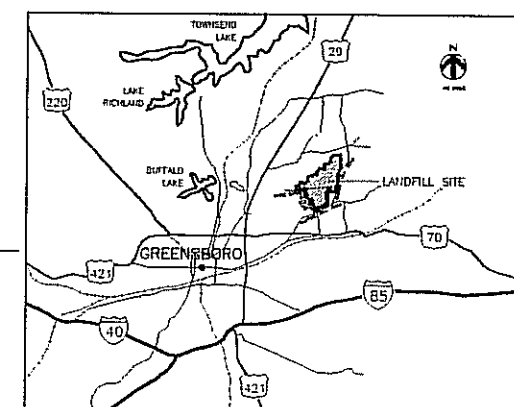 TOWNSEND
LAKE
29
N
LAKE
RICHLAND
220
BUFFALO
LAKE
LANDFILL SITE
GREENSBORO
70
421
85
40
421